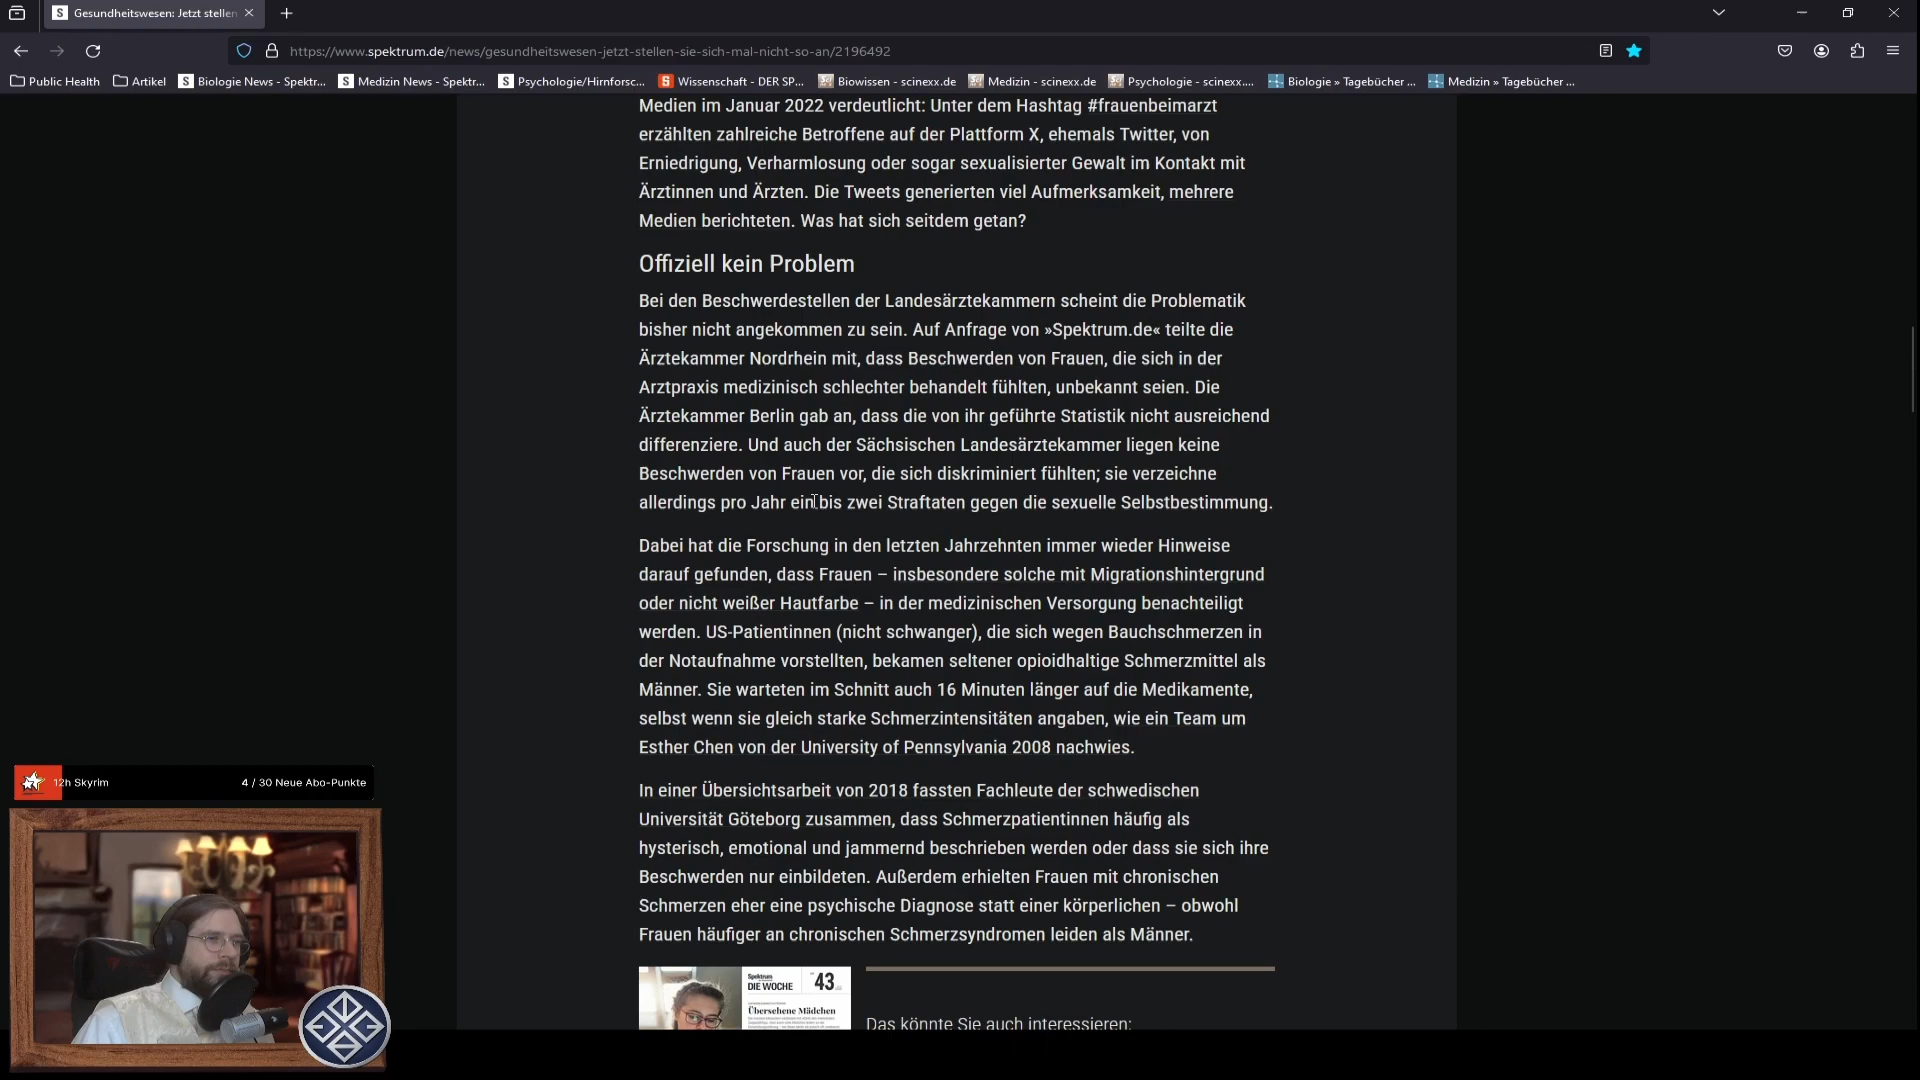 Gesundheitswesen: Jetzt stellen
https://www.spektrum.de/news/gesundheitswesen-jetzt-stellen-sie-sich-mal-nicht-so-an/2196492
Public Health Artikel Biologie News - Spektr... Medizin News - Spektr... Psychologie/Hirnforsc... Wissenschaft - DER SP... Biowissen - scinexx.de Medizin - scinexx.de Psychologie - scinexx.... Biologie » Tagebücher ... Medizin » Tagebücher ...
Medien im Januar 2022 verdeutlicht: Unter dem Hashtag #frauenbeimarzt
erzählten zahlreiche Betroffene auf der Plattform X, ehemals Twitter, von
Erniedrigung, Verharmlosung oder sogar sexualisierter Gewalt im Kontakt mit
Ärztinnen und Ärzten. Die Tweets generierten viel Aufmerksamkeit, mehrere
Medien berichteten. Was hat sich seitdem getan?
Offiziell kein Problem
Bei den Beschwerdestellen der Landesärztekammern scheint die Problematik
bisher nicht angekommen zu sein. Auf Anfrage von »Spektrum.de« teilte die
Ärztekammer Nordrhein mit, dass Beschwerden von Frauen, die sich in der
Arztpraxis medizinisch schlechter behandelt fühlten, unbekannt seien. Die
Ärztekammer Berlin gab an, dass die von ihr geführte Statistik nicht ausreichend
differenziere. Und auch der Sächsischen Landesärztekammer liegen keine
Beschwerden von Frauen vor, die sich diskriminiert fühlten; sie verzeichne
allerdings pro Jahr ein bis zwei Straftaten gegen die sexuelle Selbstbestimmung.
Dabei hat die Forschung in den letzten Jahrzehnten immer wieder Hinweise
darauf gefunden, dass Frauen – insbesondere solche mit Migrationshintergrund
oder nicht weißer Hautfarbe – in der medizinischen Versorgung benachteiligt
werden. US-Patientinnen (nicht schwanger), die sich wegen Bauchschmerzen in
der Notaufnahme vorstellten, bekamen seltener opioidhaltige Schmerzmittel als
Männer. Sie warteten im Schnitt auch 16 Minuten länger auf die Medikamente,
selbst wenn sie gleich starke Schmerzintensitäten angaben, wie ein Team um
Esther Chen von der University of Pennsylvania 2008 nachwies.
In einer Übersichtsarbeit von 2018 fassten Fachleute der schwedischen
Universität Göteborg zusammen, dass Schmerzpatientinnen häufig als
hysterisch, emotional und jammernd beschrieben werden oder dass sie sich ihre
Beschwerden nur einbildeten. Außerdem erhielten Frauen mit chronischen
Schmerzen eher eine psychische Diagnose statt einer körperlichen – obwohl
Frauen häufiger an chronischen Schmerzsyndromen leiden als Männer.
12h Skyrim 4 / 30 Neue Abo-Punkte
Spektrum
DIE WOCHE 43
Übersehene Mädchen
Das könnte Sie auch interessieren: